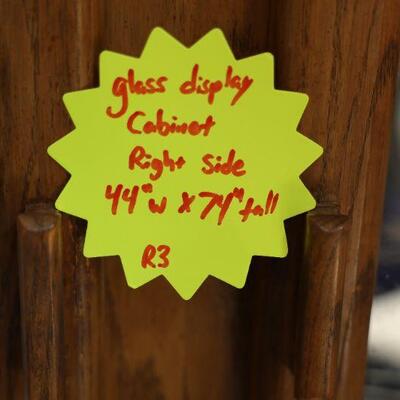 glass display
Cabinet
Right side
44"w x 74" tall
R3